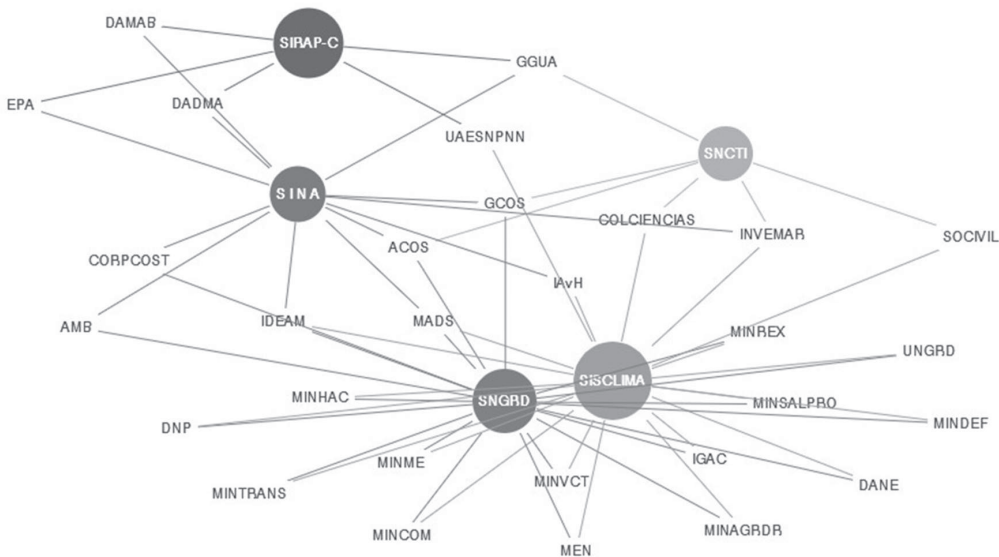 DAMAB
SIRAP-C
GGUA
EPA
DADMA
UAESNPNN
SNCTI
SINA
GCOS
COLCIENCIAS
INVEMAR
SOCIVIL
ACOS
CORPCOST
IAvH
AMB
IDEAM
MADS
MINREX
UNGRD
SISCLIMA
MINHAC
SNGRD
MINSALPRO
MINDEF
DNP
MINME
IGAC
MINTRANS
MINVCT
DANE
MINCOM
MEN
MINAGRDR